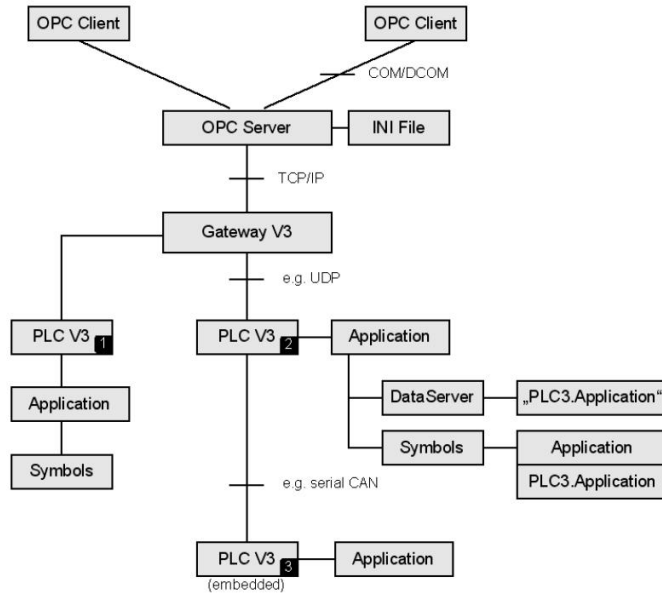 OPC Client
OPC Client
COM/DCOM
OPC Server
INI File
TCP/IP
Gateway V3
e.g. UDP
PLC V3
1
PLC V3
2
Application
Application
DataServer
„PLC3.Application“
Symbols
Symbols
Application
PLC3.Application
e.g. serial CAN
PLC V3
3
Application
(embedded)